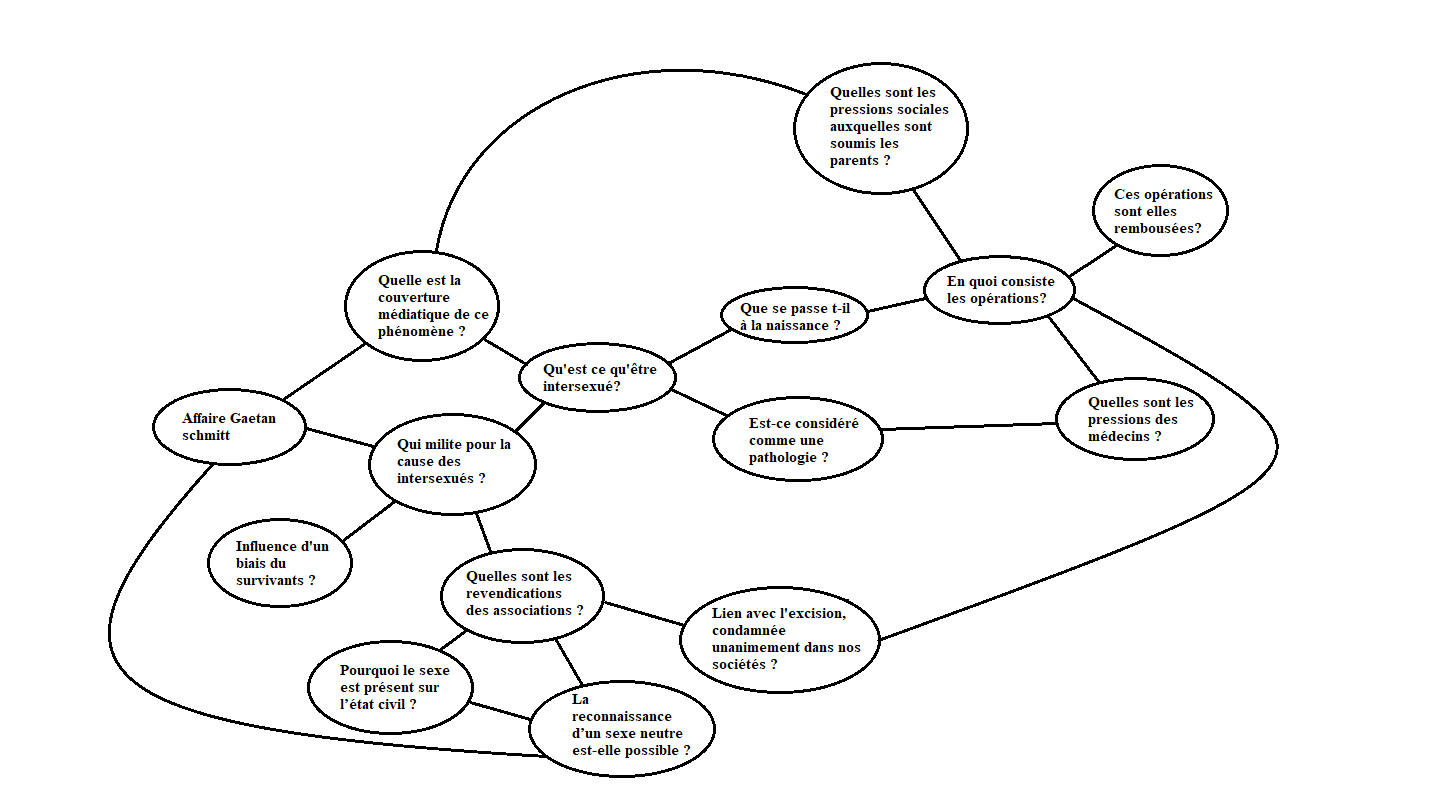 Quelles sont les
pressions sociales
auxquelles sont
soumis les
parents ?
Ces opérations
sont elles
rembousées?
Quelle est la
couverture
médiatique de ce
phénomène ?
En quoi consiste
les opérations?
Que se passe t-il
à la naissance ?
Qu'est ce qu'être
intersexué?
Affaire Gaetan
schmitt
Qui milite pour la
cause des
intersexués ?
Est-ce considéré
comme une
pathologie ?
Quelles sont les
pressions des
médecins ?
Influence d'un
biais du
survivants ?
Quelles sont les
revendications
des associations ?
Lien avec l'excision,
condamnée
unanimement dans nos
sociétés ?
Pourquoi le sexe
est présent sur
l’état civil ?
La
reconnaissance
d’un sexe neutre
est-elle possible ?